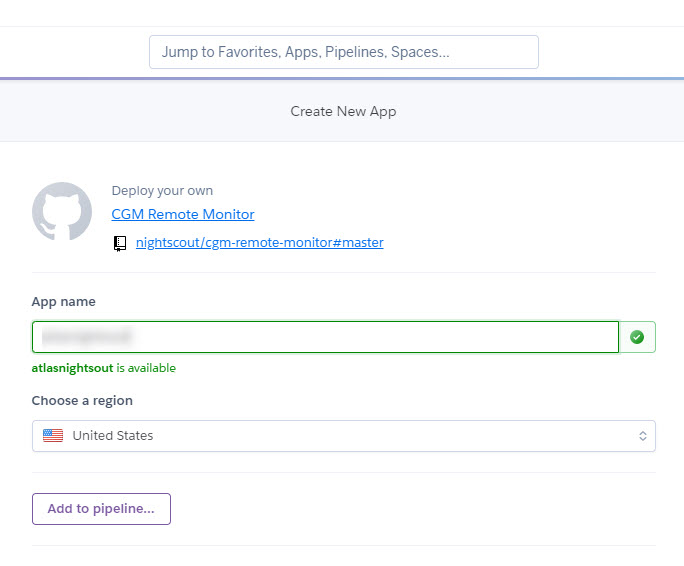 Jump to Favorites, Apps, Pipelines, Spaces...
Create New App
Deploy your own
CGM Remote Monitor
nightscout/cgm-remote-monitor#master
App name
atlasnightsout is available
Choose a region
United States
Add to pipeline...